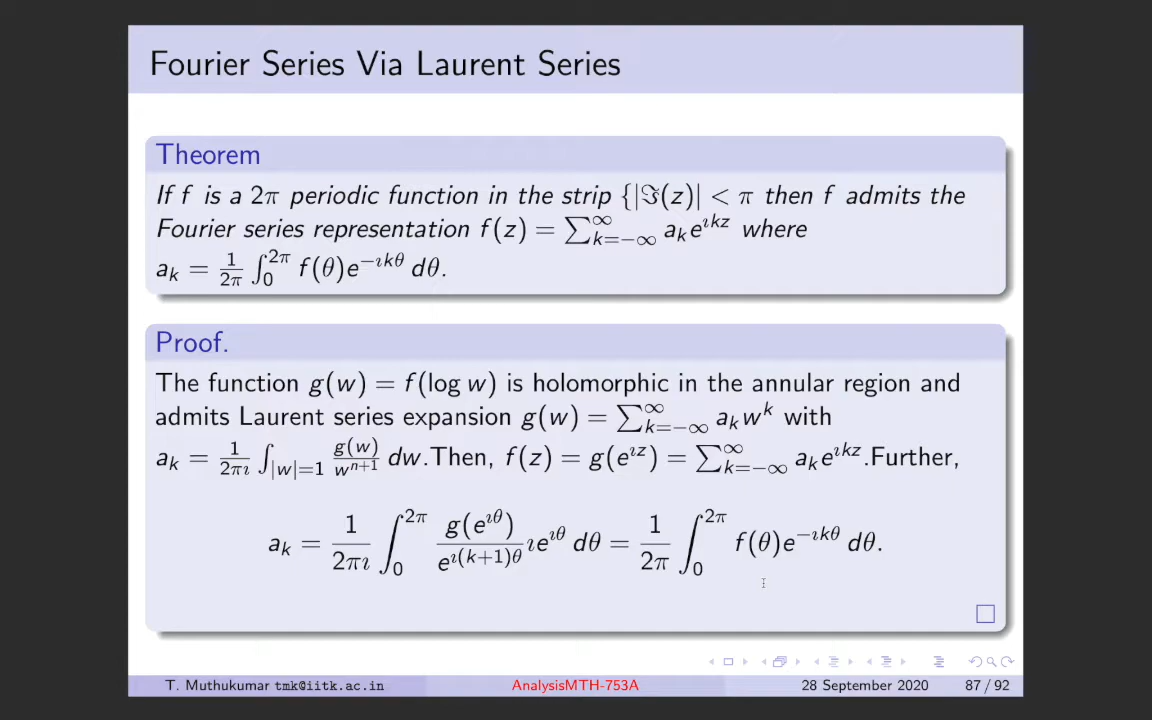 Fourier Series Via Laurent Series
Theorem
If f is a 2π periodic function in the strip {|ℑ(z)| < π then f admits the
Fourier series representation f(z) = ∑_{k=−∞}^{∞} a_k e^{ıkz} where
a_k = 1/2π ∫_0^{2π} f(θ)e^{−ıkθ} dθ.
Proof.
The function g(w) = f(log w) is holomorphic in the annular region and
admits Laurent series expansion g(w) = ∑_{k=−∞}^{∞} a_k w^k with
a_k = 1/2πı ∫_{|w|=1} g(w)/w^{n+1} dw.Then, f(z) = g(e^{ız}) = ∑_{k=−∞}^{∞} a_k e^{ıkz}.Further,
a_k = 1/2πı ∫_0^{2π} g(e^{ıθ})/e^{ı(k+1)θ} ıe^{ıθ} dθ = 1/2π ∫_0^{2π} f(θ)e^{−ıkθ} dθ.
T. Muthukumar tmk@iitk.ac.in AnalysisMTH-753A 28 September 2020 87 / 92